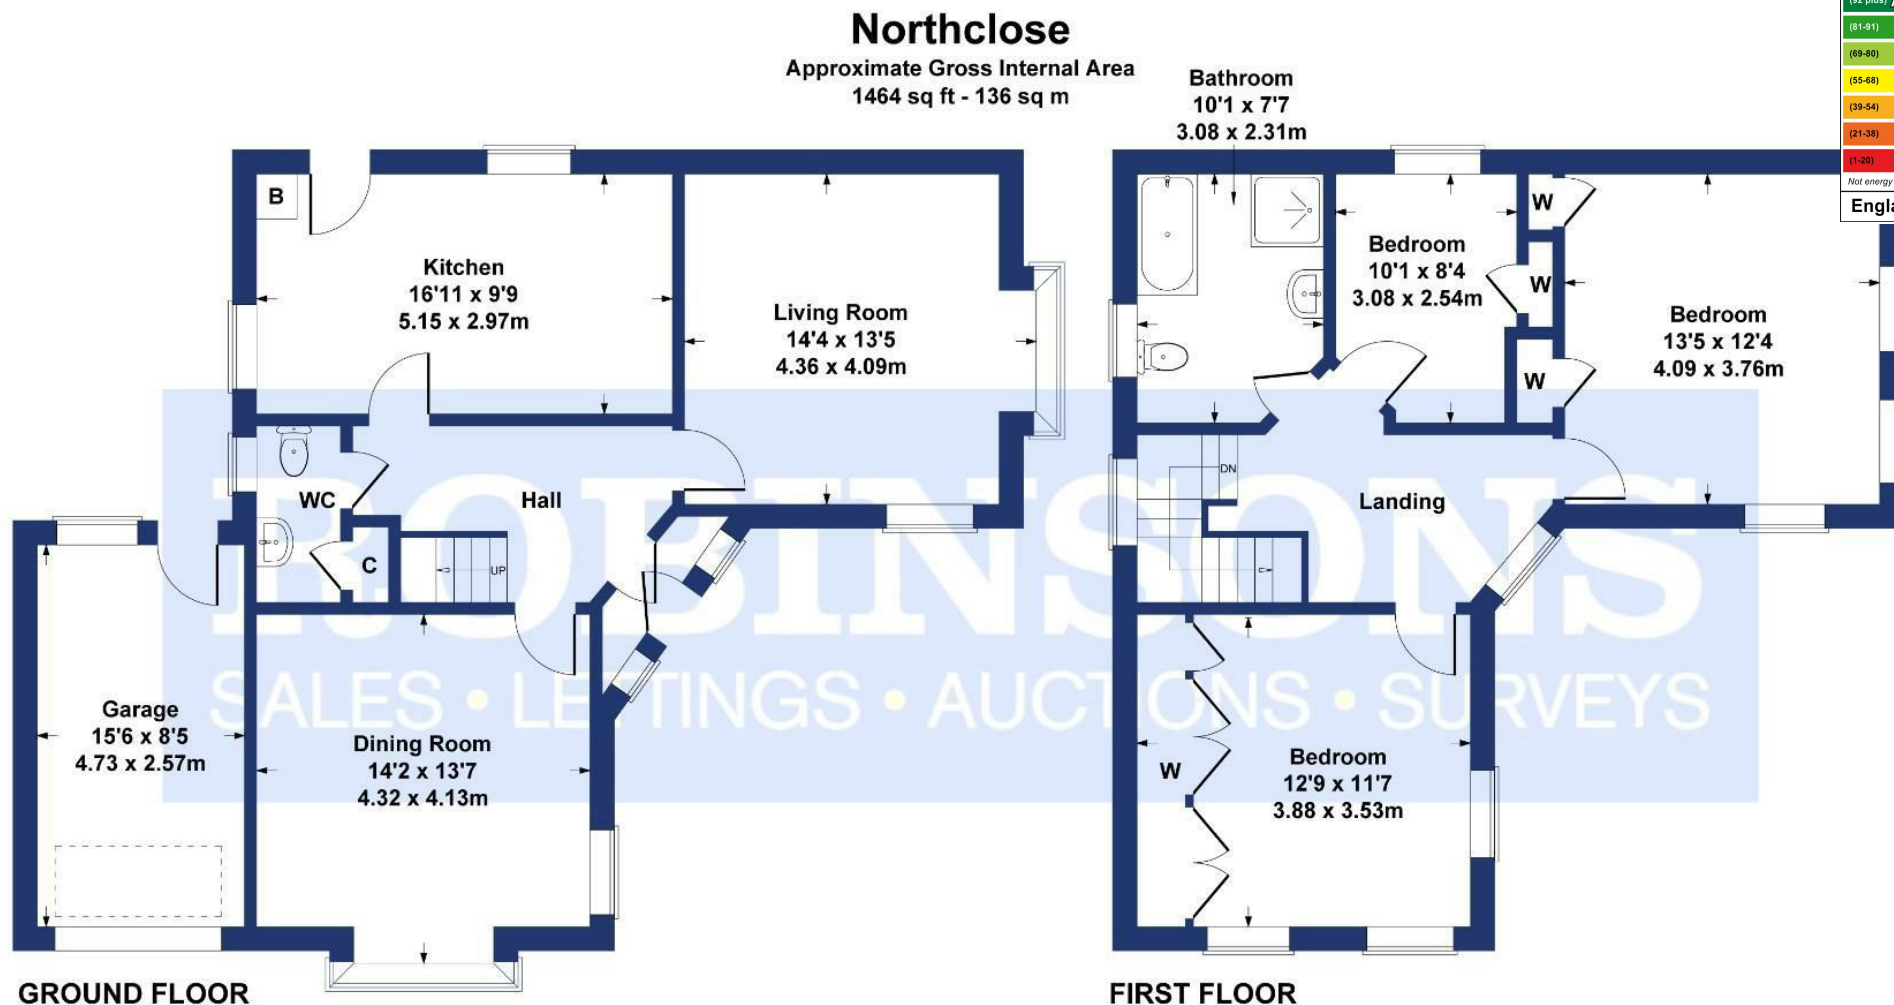 Northclose
Approximate Gross Internal Area
1464 sq ft - 136 sq m
(92 plus)
(81-91)
(69-80)
(55-68)
(39-54)
(21-38)
(1-20)
Not energy
B
Kitchen
16'11 x 9'9
5.15 x 2.97m
Living Room
14'4 x 13'5
4.36 x 4.09m
WC
Hall
C
UP
Garage
15'6 x 8'5
4.73 x 2.57m
Dining Room
14'2 x 13'7
4.32 x 4.13m
GROUND FLOOR
Bathroom
10'1 x 7'7
3.08 x 2.31m
Bedroom
10'1 x 8'4
3.08 x 2.54m
W
W
W
Bedroom
13'5 x 12'4
4.09 x 3.76m
DN
Landing
W
Bedroom
12'9 x 11'7
3.88 x 3.53m
FIRST FLOOR
ROBINSONS
SALES • LETTINGS • AUCTIONS • SURVEYS